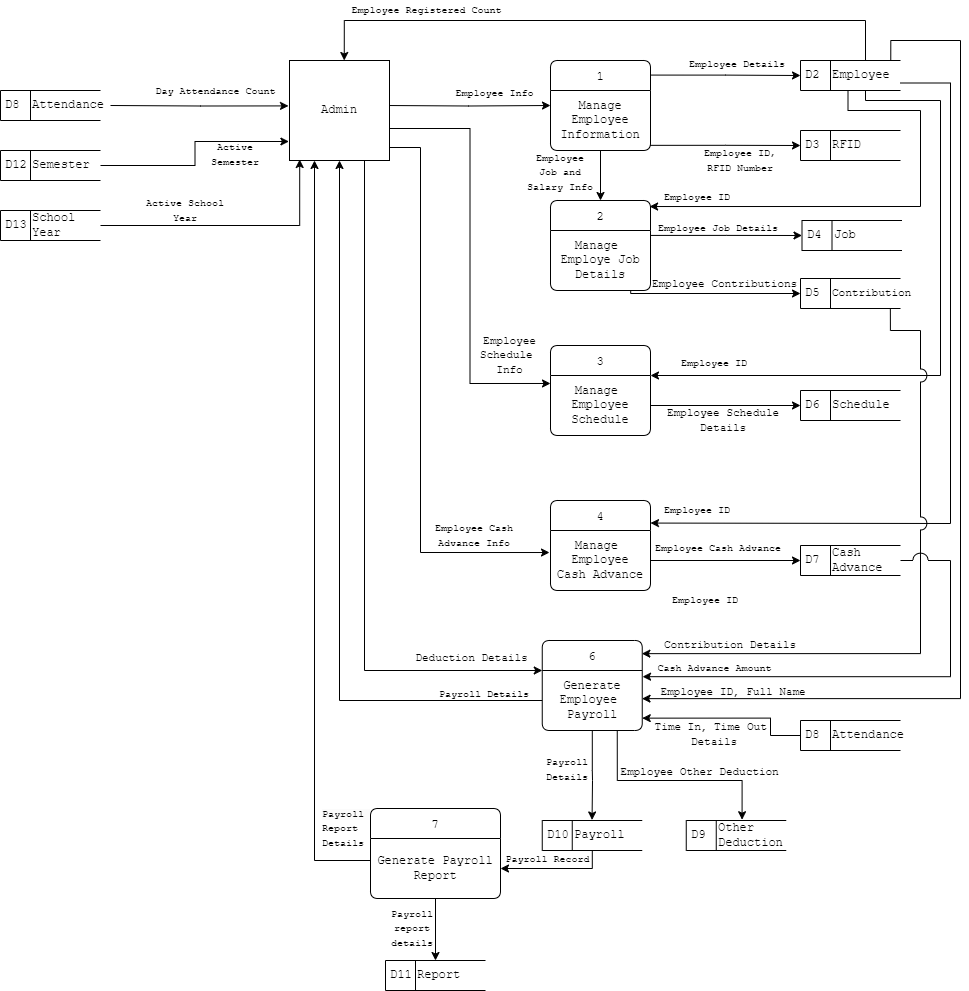 Employee Registered Count
D8 Attendance
Day Attendance Count
Admin
Employee Info
1
Manage
Employee
Information
Employee Details
D2 Employee
D12 Semester
Active
Semester
Employee ID,
RFID Number
D3 RFID
Employee
Job and
Salary Info
D13 School
Year
Active School
Year
2
Manage
Employe Job
Details
Employee ID
Employee Job Details
D4 Job
Employee Contributions
D5 Contribution
Employee
Schedule
Info
3
Manage
Employee
Schedule
Employee ID
Employee Schedule
Details
D6 Schedule
Employee Cash
Advance Info
4
Manage
Employee
Cash Advance
Employee ID
Employee Cash Advance
D7 Cash
Advance
Employee ID
Deduction Details
Payroll Details
6
Generate
Employee
Payroll
Contribution Details
Cash Advance Amount
Employee ID, Full Name
Time In, Time Out
Details
D8 Attendance
Payroll
Details
Employee Other Deduction
D10 Payroll
D9 Other
Deduction
Payroll
Report
Details
7
Generate Payroll
Report
Payroll Record
Payroll
report
details
D11 Report